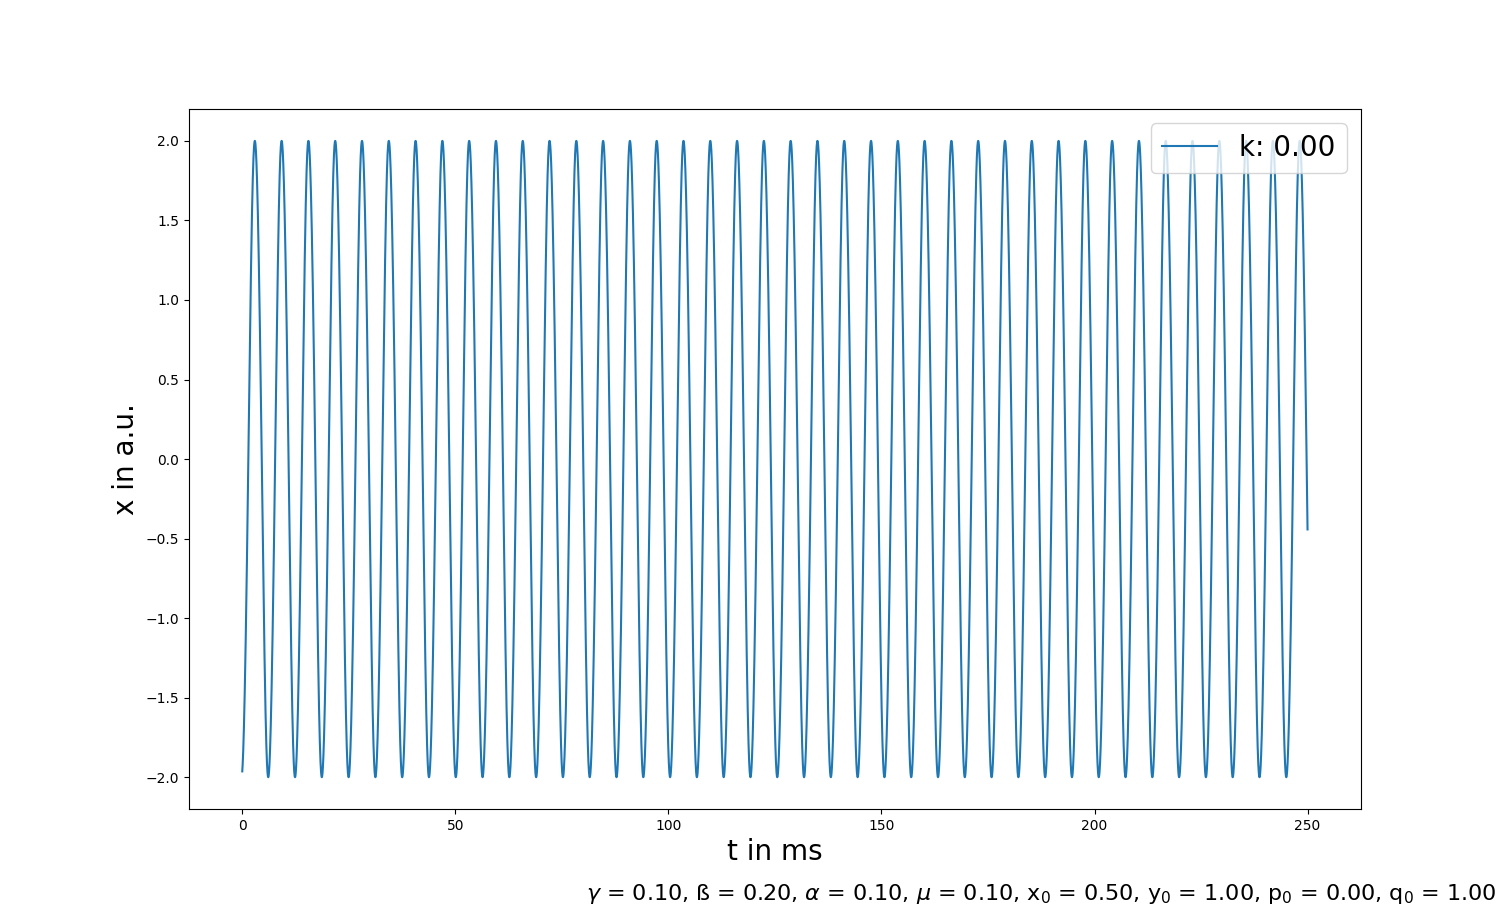 k: 0.00
2.0
1.5
1.0
0.5
0.0
−0.5
−1.0
−1.5
−2.0
x in a.u.
0 50 100 150 200 250
t in ms
γ = 0.10, ß = 0.20, α = 0.10, μ = 0.10, x₀ = 0.50, y₀ = 1.00, p₀ = 0.00, q₀ = 1.00